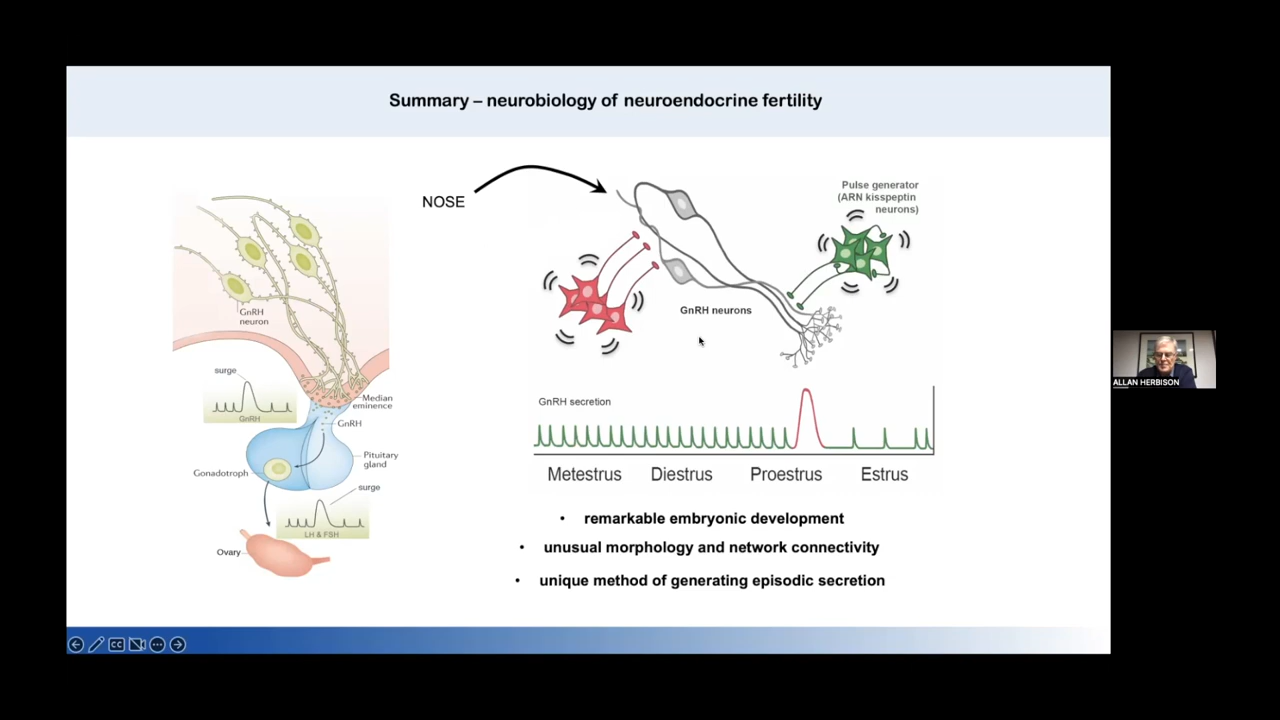 Summary – neurobiology of neuroendocrine fertility
NOSE
Pulse generator
(ARN kisspeptin
neurons)
GnRH
neuron
GnRH neurons
surge
GnRH
Median
eminence
GnRH
Pituitary
gland
Gonadotroph
surge
LH & FSH
Ovary
GnRH secretion
Metestrus Diestrus Proestrus Estrus
• remarkable embryonic development
• unusual morphology and network connectivity
• unique method of generating episodic secretion
CC
ALLAN HERBISON